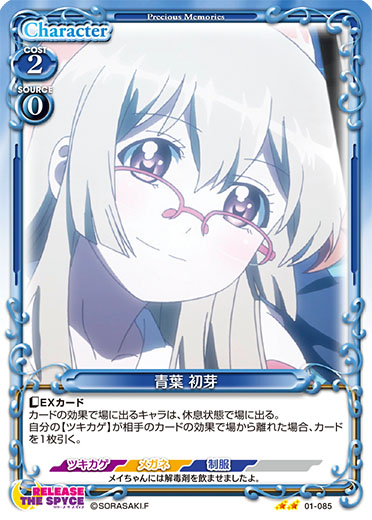 Precious Memories
Character
COST
2
SOURCE
0
青葉 初芽
EXカード
カードの効果で場に出るキャラは、休息状態で場に出る。
自分の【ツキカゲ】が相手のカードの効果で場から離れた場合、カード
を1枚引く。
ツキカゲ メガネ 制服
メイちゃんには解毒剤を飲ませましたよ。
RELEASE
THE SPYCE
©SORASAKI.F
01-085